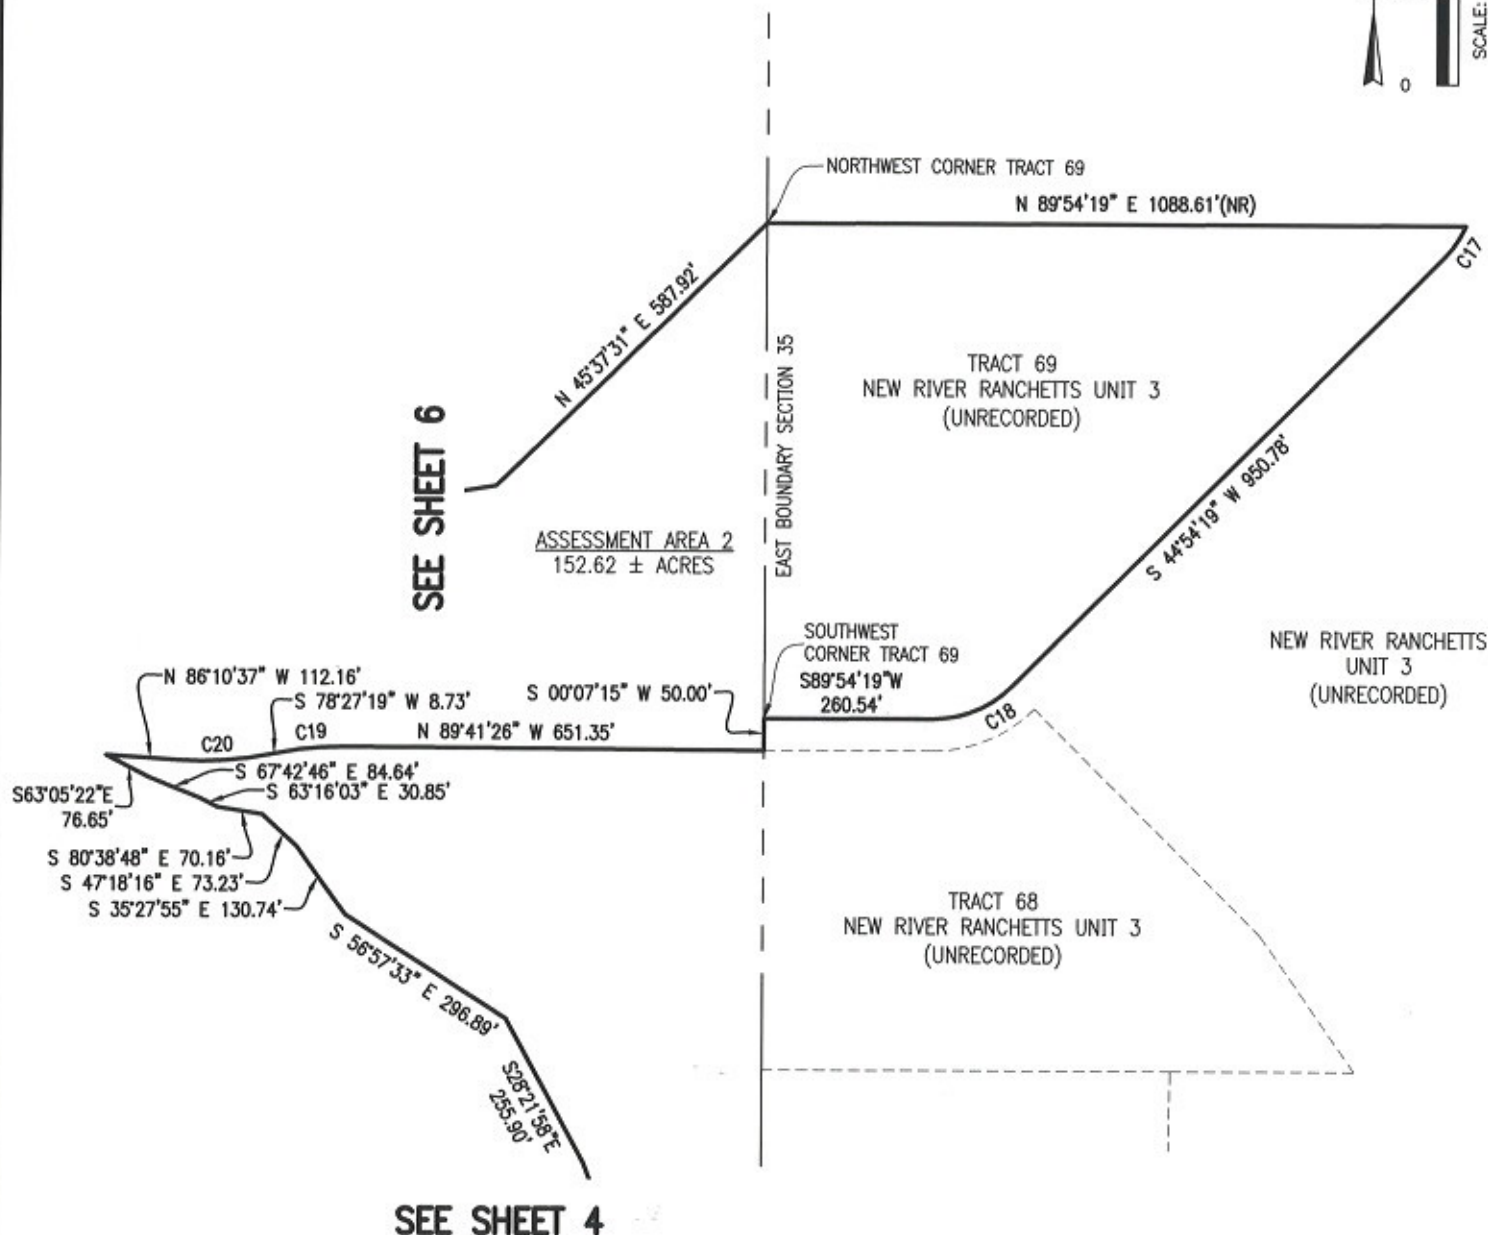 SCALE:
0
NORTHWEST CORNER TRACT 69
N 89°54'19" E 1088.61'(NR)
C17
N 45°37'31" E 587.92'
EAST BOUNDARY SECTION 35
TRACT 69
NEW RIVER RANCHETTS UNIT 3
(UNRECORDED)
SEE SHEET 6
S 44°54'19" W 950.78'
ASSESSMENT AREA 2
152.62 ± ACRES
SOUTHWEST
CORNER TRACT 69
NEW RIVER RANCHETTS
UNIT 3
(UNRECORDED)
N 86°10'37" W 112.16'
S 78°27'19" W 8.73'
S 00°07'15" W 50.00'
S89°54'19"W
260.54'
C18
C20
C19
N 89°41'26" W 651.35'
S 67°42'46" E 84.64'
S 63°16'03" E 30.85'
S63°05'22"E
76.65'
S 80°38'48" E 70.16'
S 47°18'16" E 73.23'
S 35°27'55" E 130.74'
S 56°57'33" E 296.89'
TRACT 68
NEW RIVER RANCHETTS UNIT 3
(UNRECORDED)
S28°21'58"E
255.90'
SEE SHEET 4